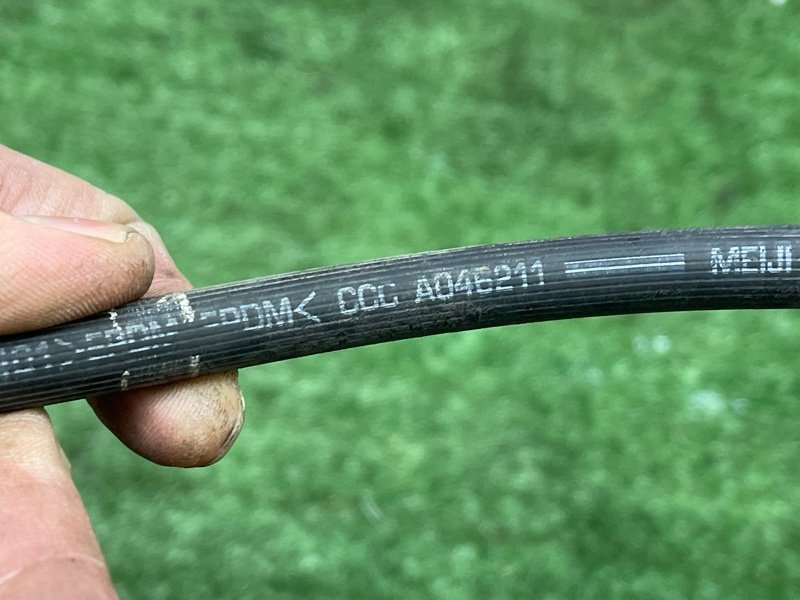 EPDM< CCC A046211 ═══ MEIJI